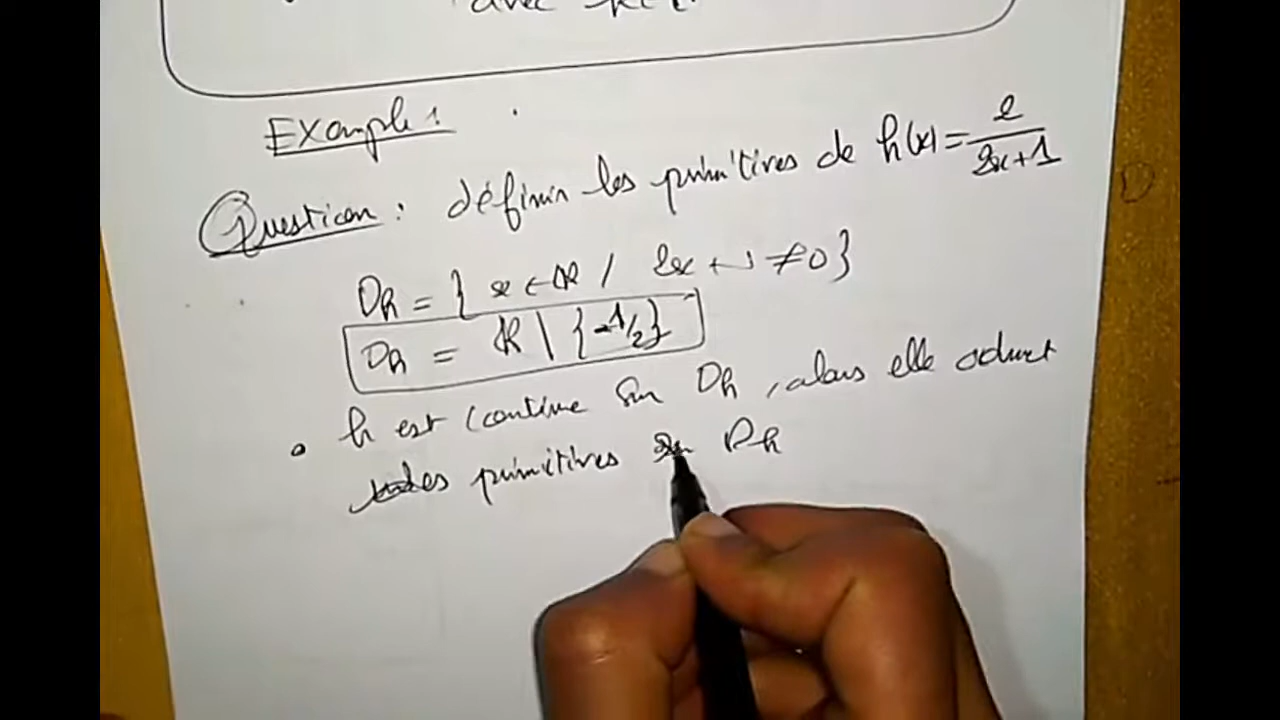 avec
Exemple :
Question : définir les primitives de h(x) = 2/(2x+1)
Dh = { x ∈ ℝ / 2x + 1 ≠ 0 }
Dh = ℝ \ {-1/2}
• h est continue sur Dh, alors elle admet
des primitives sur Dh